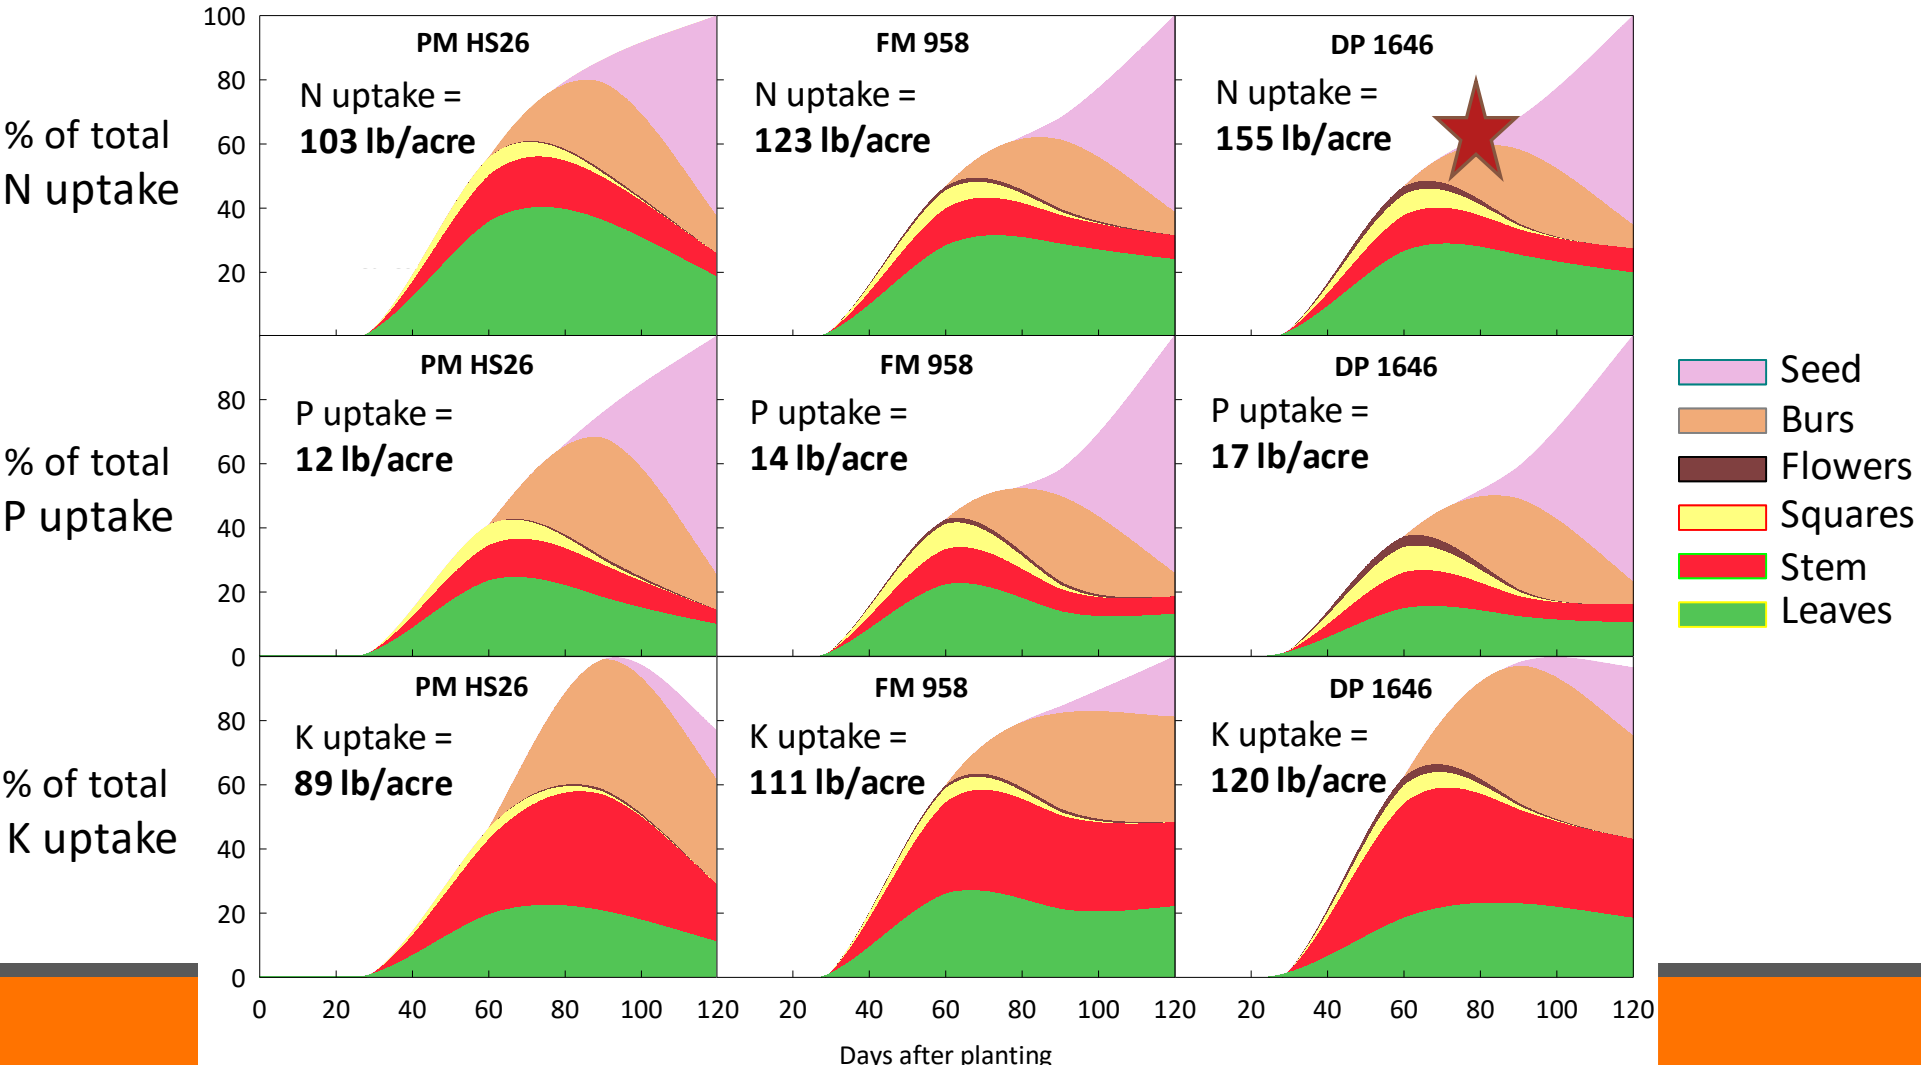 % of total
N uptake
100
80
60
40
20
PM HS26
N uptake =
103 lb/acre
FM 958
N uptake =
123 lb/acre
DP 1646
N uptake =
155 lb/acre
% of total
P uptake
80
60
40
20
0
PM HS26
P uptake =
12 lb/acre
FM 958
P uptake =
14 lb/acre
DP 1646
P uptake =
17 lb/acre
Seed
Burs
Flowers
Squares
Stem
Leaves
% of total
K uptake
80
60
40
20
0
PM HS26
K uptake =
89 lb/acre
FM 958
K uptake =
111 lb/acre
DP 1646
K uptake =
120 lb/acre
0 20 40 60 80 100 120 20 40 60 80 100 120 20 40 60 80 100 120
Days after planting